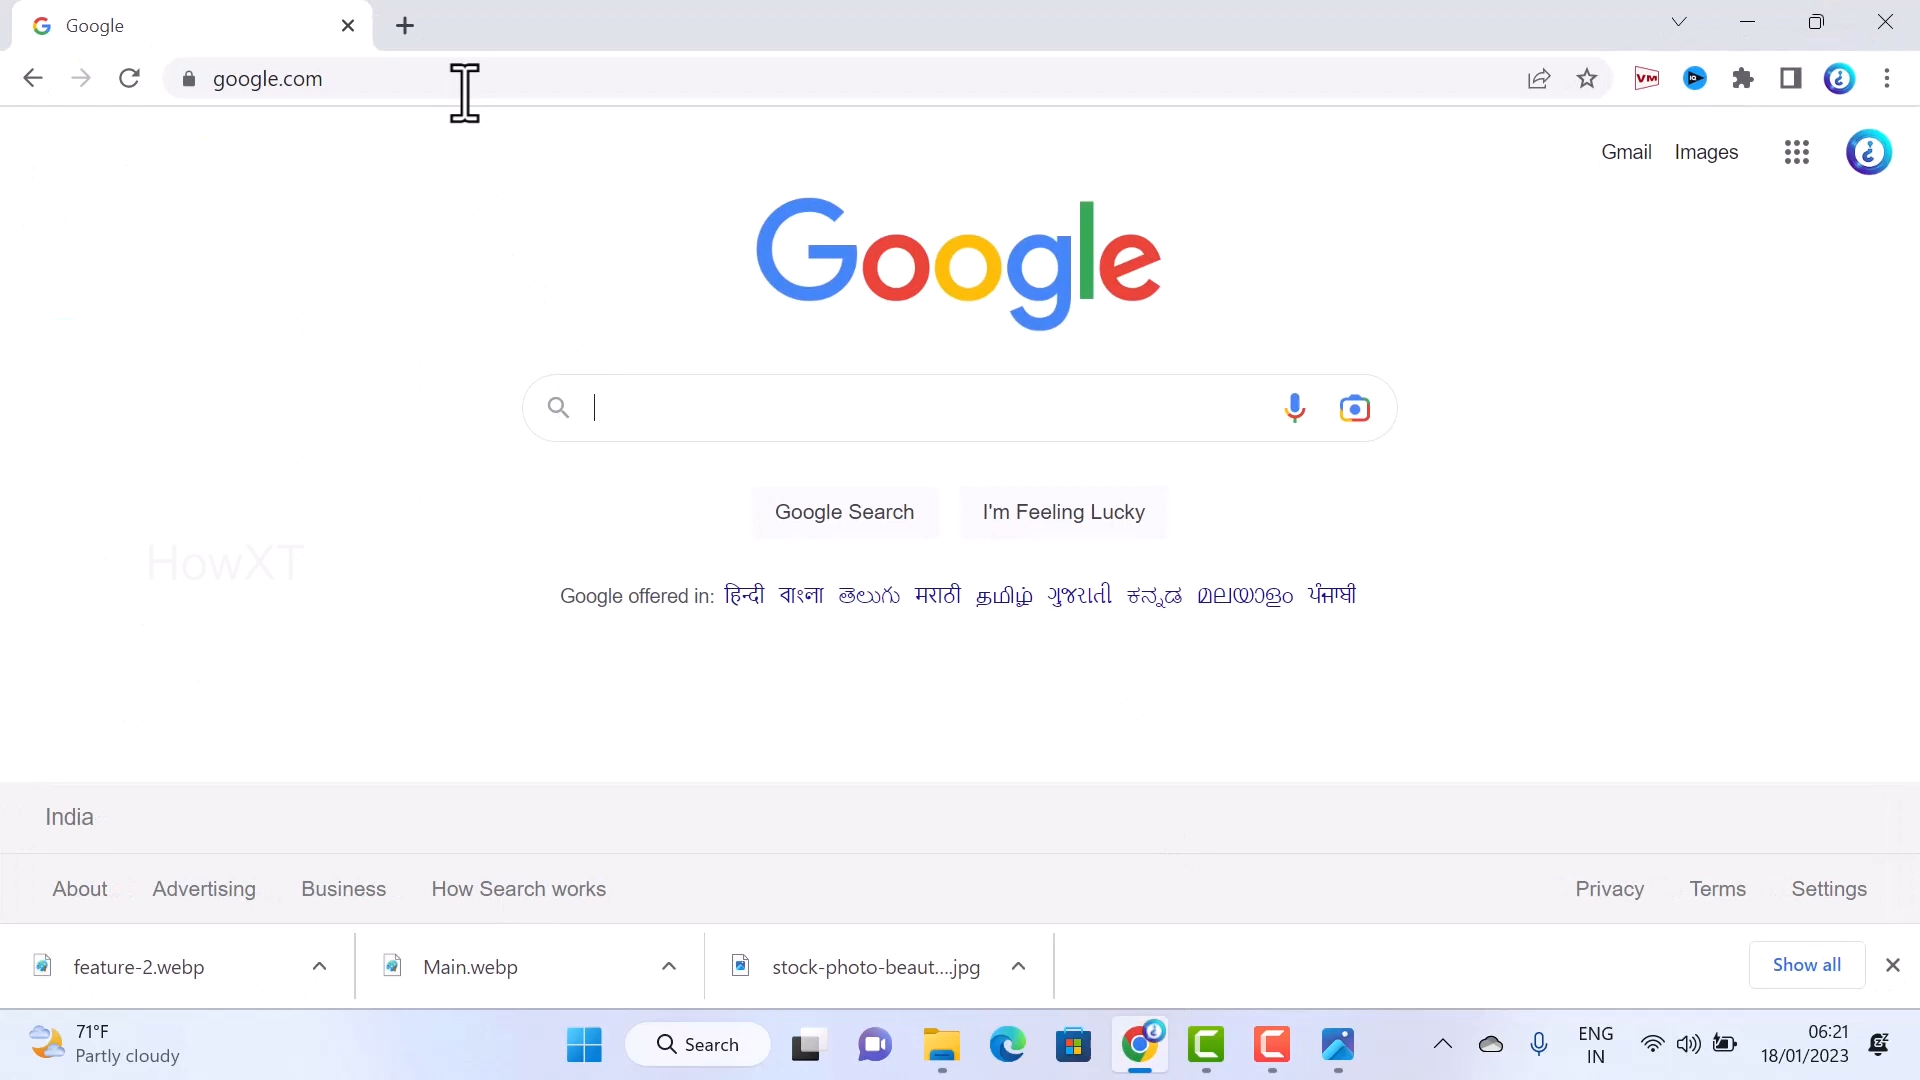 Google
google.com
VM
Gmail Images
Google
Google Search I'm Feeling Lucky
HowXT
Google offered in: हिन्दी বাংলা తెలుగు मराठी தமிழ் ગુજરાતી ಕನ್ನಡ മലയാളം ਪੰਜਾਬੀ
India
About Advertising Business How Search works Privacy Terms Settings
feature-2.webp Main.webp stock-photo-beaut....jpg Show all
71°F
Partly cloudy
Search
ENG
IN
06:21
18/01/2023